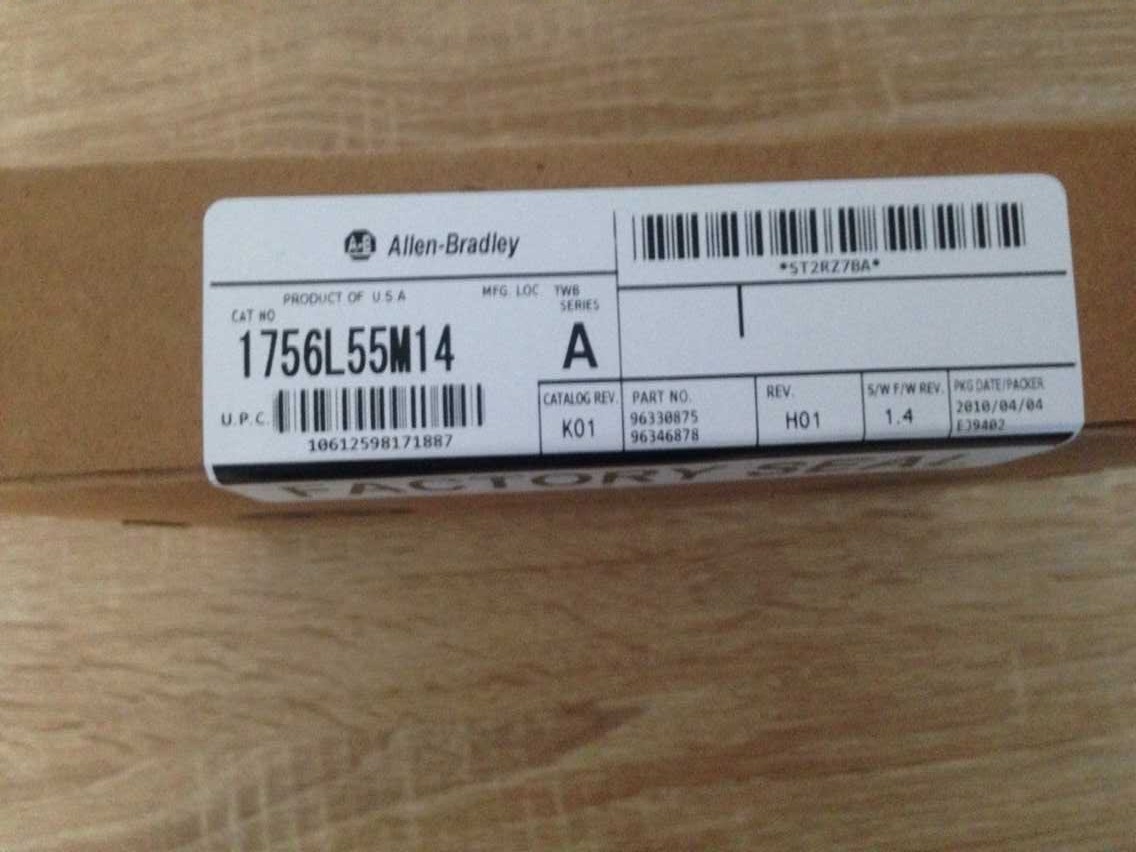 A-B Allen-Bradley
*5T2RZ7BA*
PRODUCT OF U.S.A
MFG. LOC TWB
CAT NO
SERIES
1756L55M14
A
U.P.C.
10612598171887
CATALOG REV.
K01
PART NO.
96330875
96346878
REV.
H01
S/W F/W REV.
1.4
PKG DATE/PACKER
2010/04/04
EJ9402
FACTORY SEAL